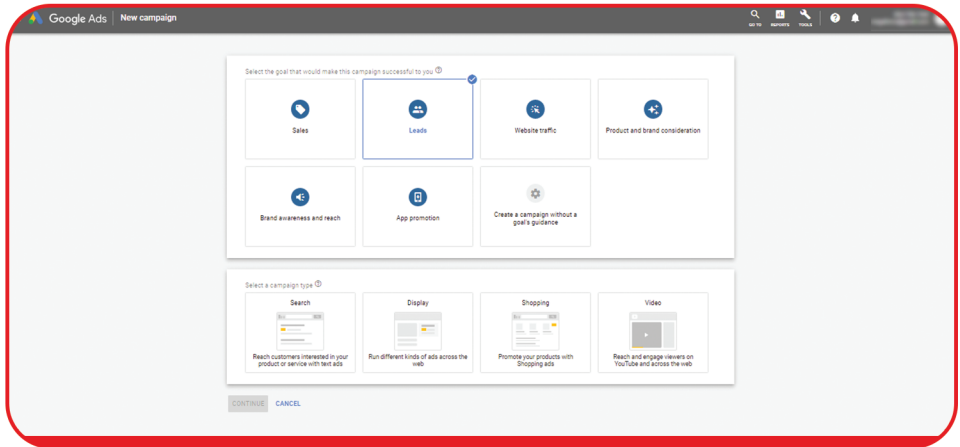 Google Ads New campaign
GO TO REPORTS TOOLS
Select the goal that would make this campaign successful to you
Sales
Leads
Website traffic
Product and brand consideration
Brand awareness and reach
App promotion
Create a campaign without a
goal's guidance
Select a campaign type
Search
Reach customers interested in your
product or service with text ads
Display
Run different kinds of ads across the
web
Shopping
Promote your products with
Shopping ads
Video
Reach and engage viewers on
YouTube and across the web
CONTINUE CANCEL